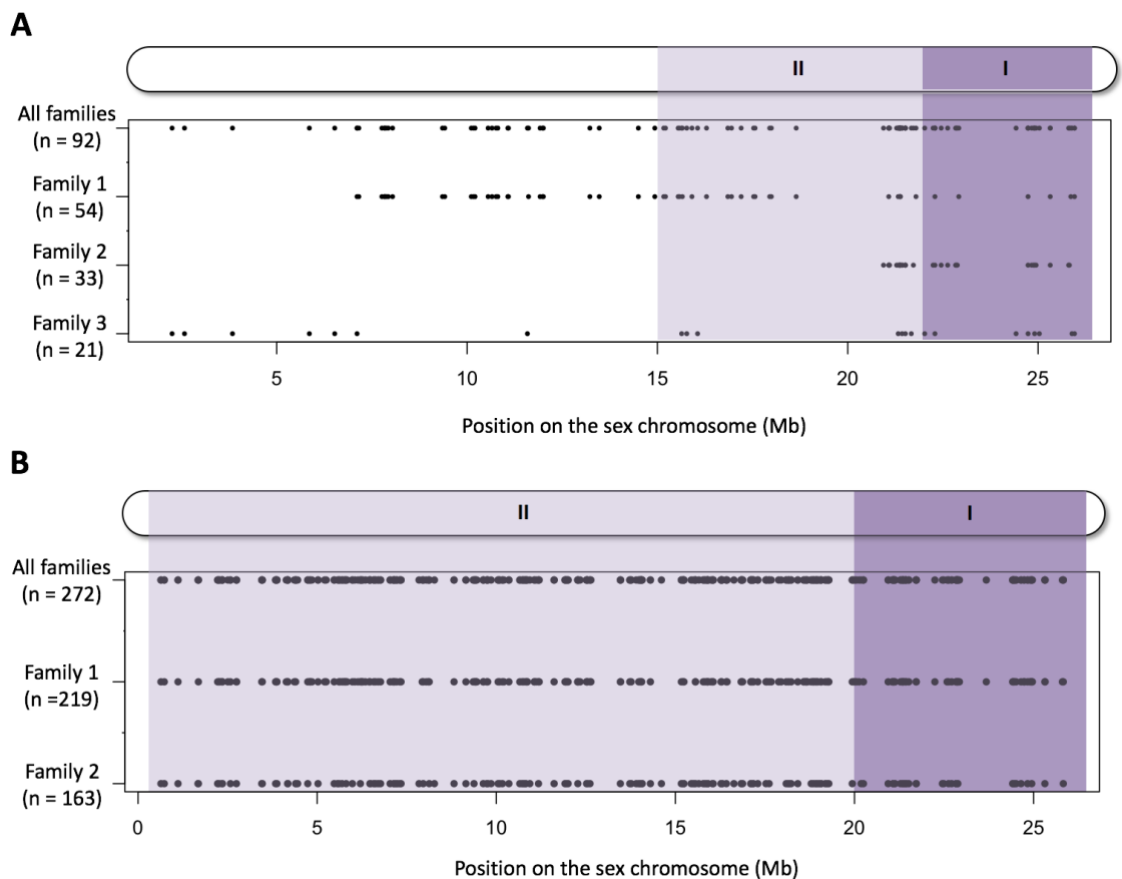 A
II I
All families
(n = 92)
Family 1
(n = 54)
Family 2
(n = 33)
Family 3
(n = 21)
5 10 15 20 25
Position on the sex chromosome (Mb)
B
II I
All families
(n = 272)
Family 1
(n =219)
Family 2
(n = 163)
0 5 10 15 20 25
Position on the sex chromosome (Mb)